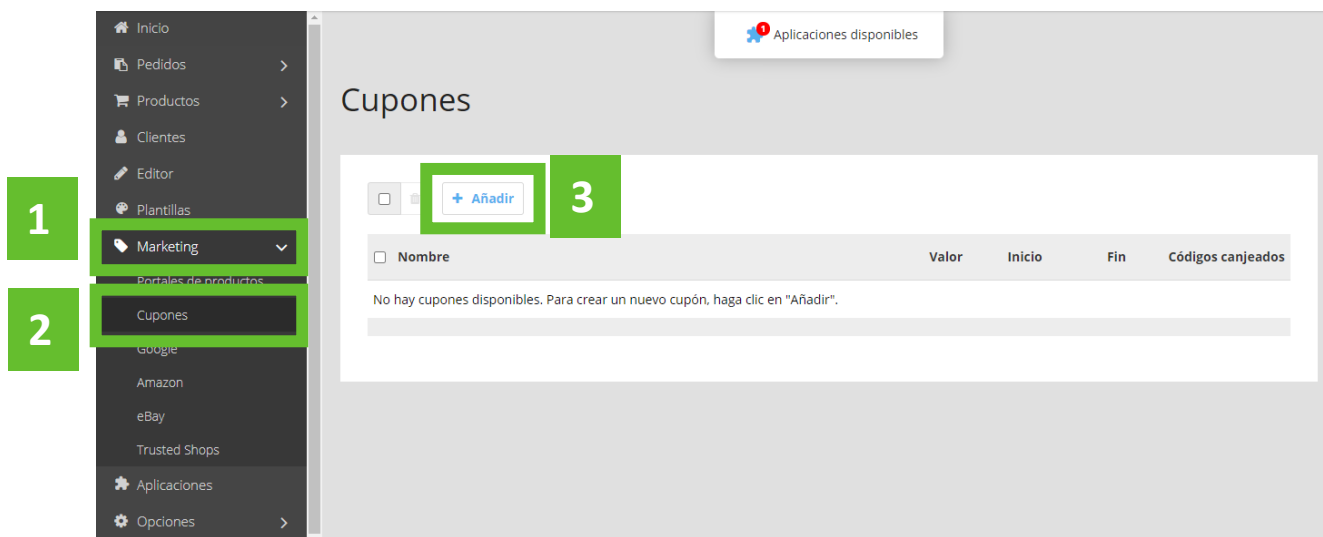 Inicio
Pedidos
Productos
Clientes
Editor
Plantillas
1
Marketing
Portales de productos
2
Cupones
Google
Amazon
eBay
Trusted Shops
Aplicaciones
Opciones
1
Aplicaciones disponibles
Cupones
+ Añadir
3
Nombre Valor Inicio Fin Códigos canjeados
No hay cupones disponibles. Para crear un nuevo cupón, haga clic en "Añadir".